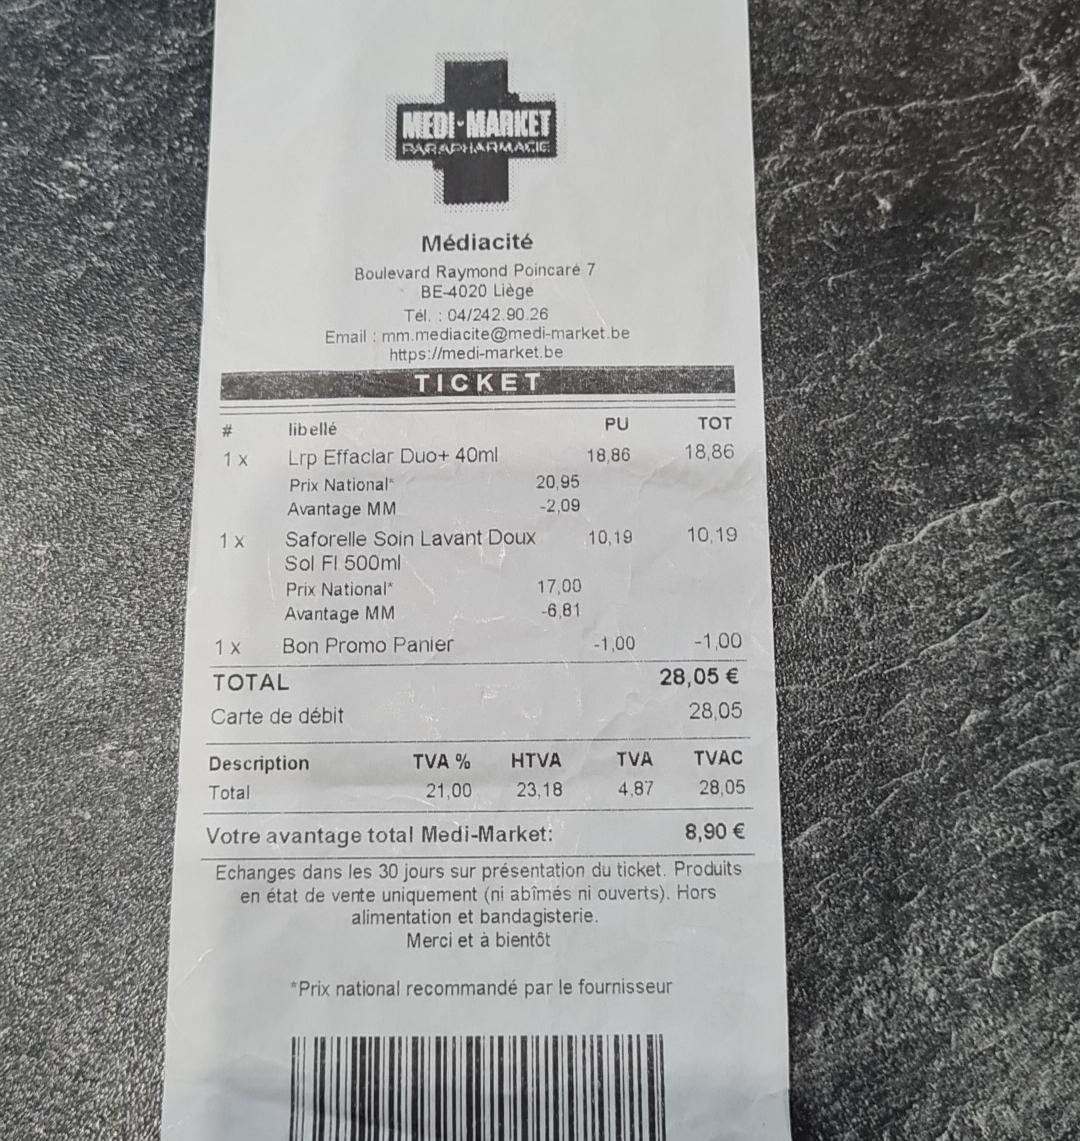 MEDI-MARKET
PARAPHARMACIE
Médiacité
Boulevard Raymond Poincaré 7
BE-4020 Liège
Tél. : 04/242.90.26
Email : mm.mediacite@medi-market.be
https://medi-market.be
TICKET
# libellé PU TOT
1 x Lrp Effaclar Duo+ 40ml 18,86 18,86
Prix National* 20,95
Avantage MM -2,09
1 x Saforelle Soin Lavant Doux 10,19 10,19
Sol Fl 500ml
Prix National* 17,00
Avantage MM -6,81
1 x Bon Promo Panier -1,00 -1,00
TOTAL 28,05 €
Carte de débit 28,05
Description TVA % HTVA TVA TVAC
Total 21,00 23,18 4,87 28,05
Votre avantage total Medi-Market: 8,90 €
Echanges dans les 30 jours sur présentation du ticket. Produits
en état de vente uniquement (ni abîmés ni ouverts). Hors
alimentation et bandagisterie.
Merci et à bientôt
*Prix national recommandé par le fournisseur